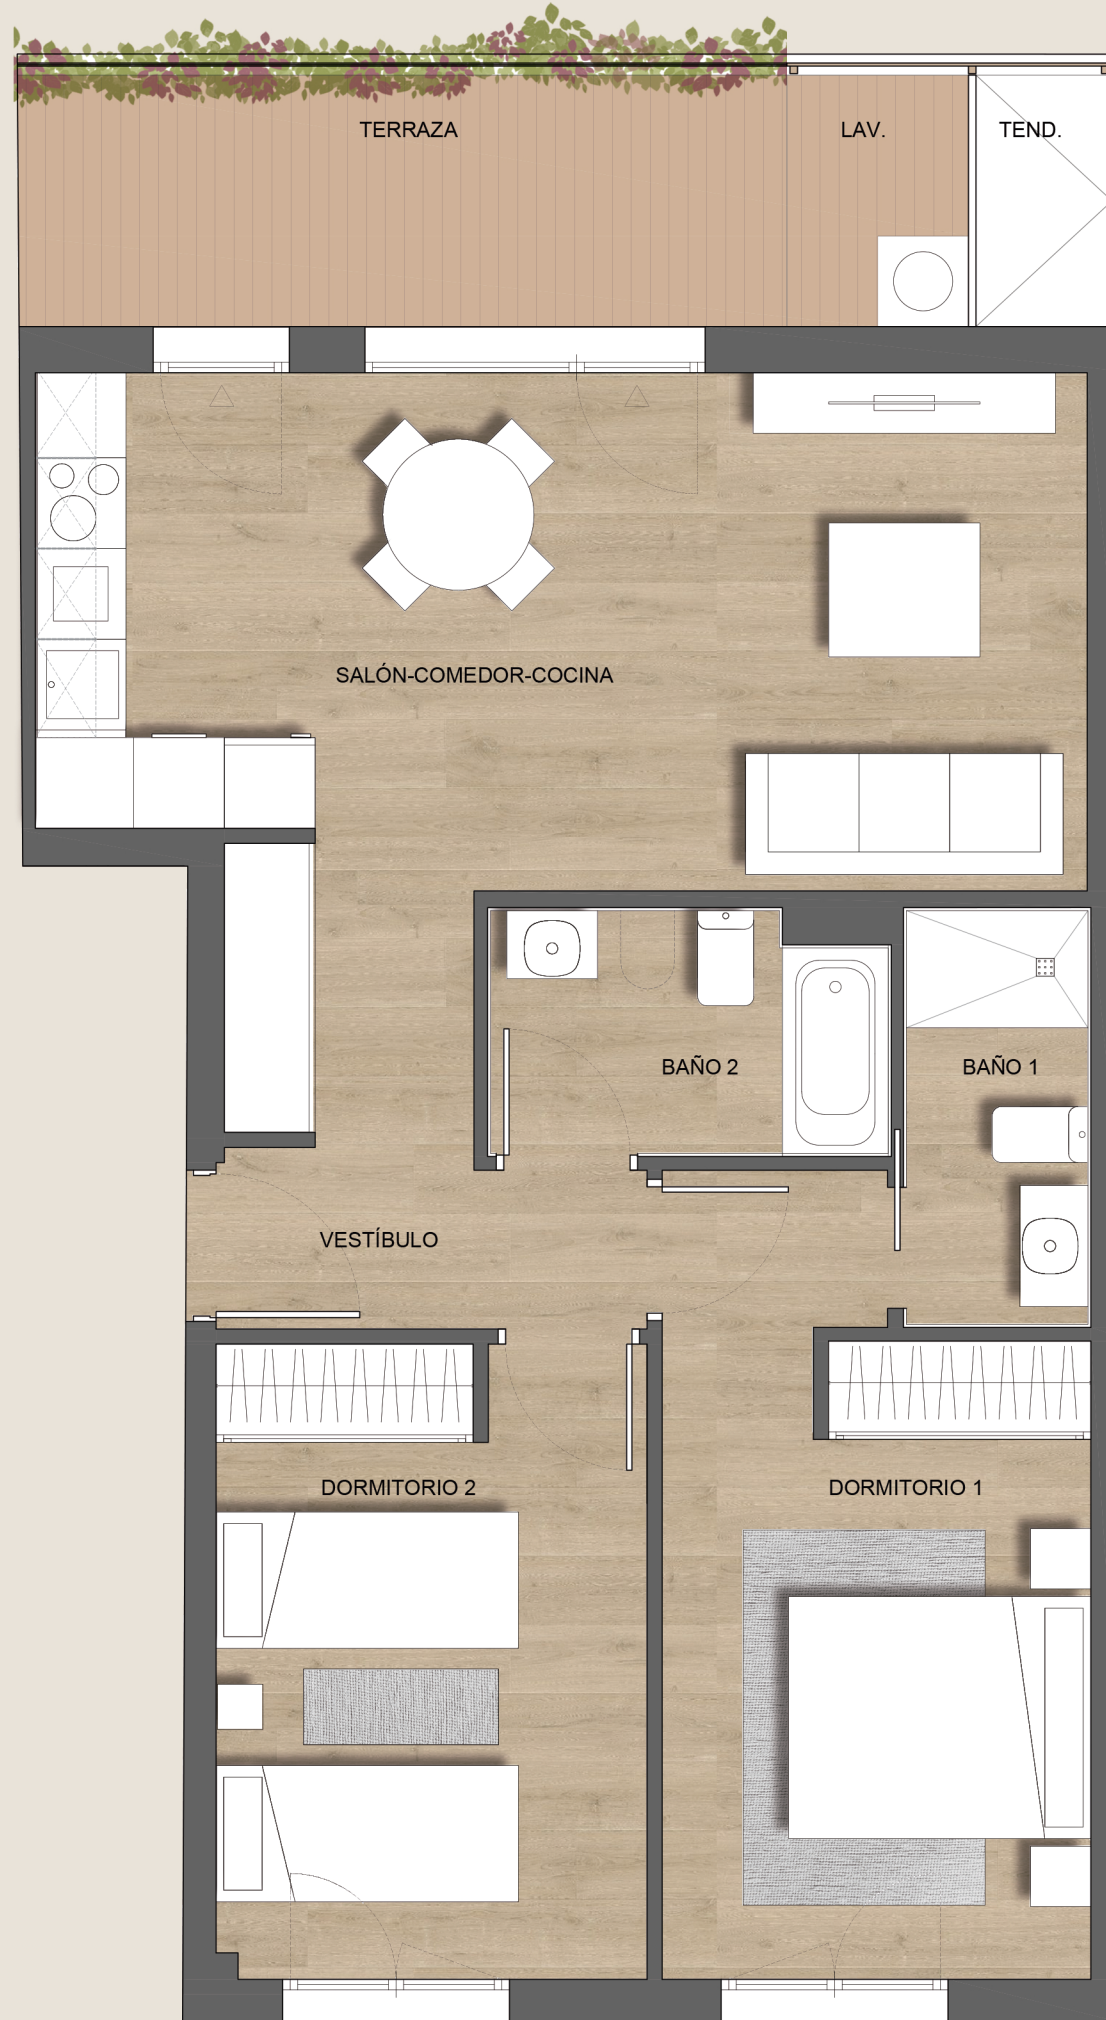 TERRAZA
LAV.
TEND.
SALÓN-COMEDOR-COCINA
BAÑO 2
BAÑO 1
VESTÍBULO
DORMITORIO 2
DORMITORIO 1